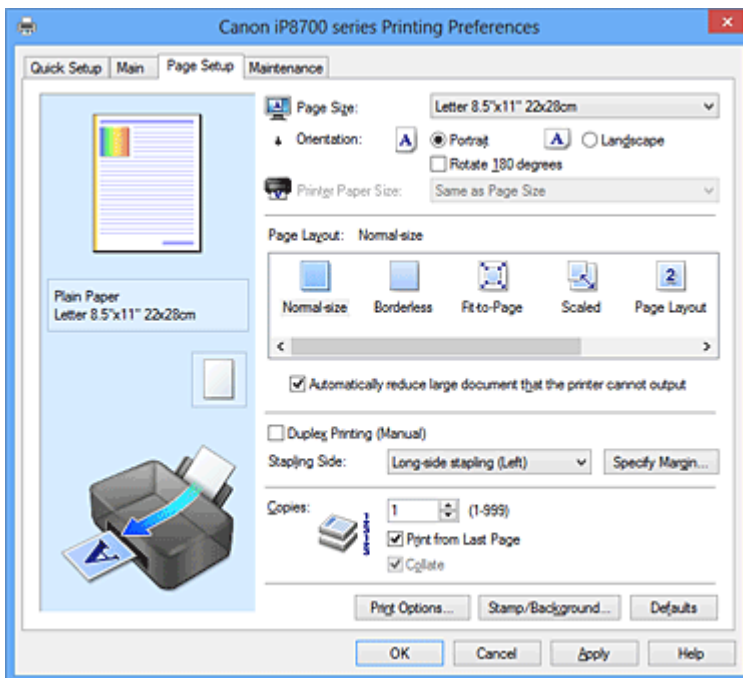 Canon iP8700 series Printing Preferences
Quick Setup Main Page Setup Maintenance
Page Size: Letter 8.5"x11" 22x28cm
Orientation: A Portrait A Landscape
Rotate 180 degrees
Printer Paper Size: Same as Page Size
Page Layout: Normal-size
2
Normal-size Borderless Fit-to-Page Scaled Page Layout
Plain Paper
Letter 8.5"x11" 22x28cm
Automatically reduce large document that the printer cannot output
Duplex Printing (Manual)
Stapling Side: Long-side stapling (Left) Specify Margin...
Copies: 1 (1-999)
Print from Last Page
Collate
A
Print Options... Stamp/Background... Defaults
OK Cancel Apply Help